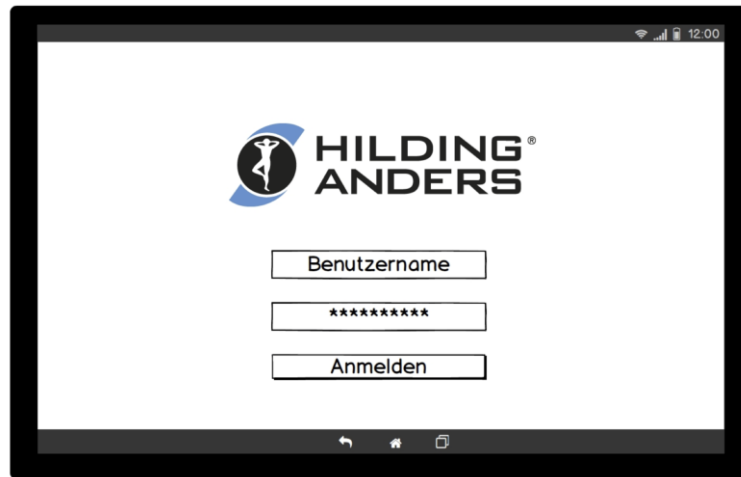 12:00
HILDING®
ANDERS
Benutzername
**********
Anmelden